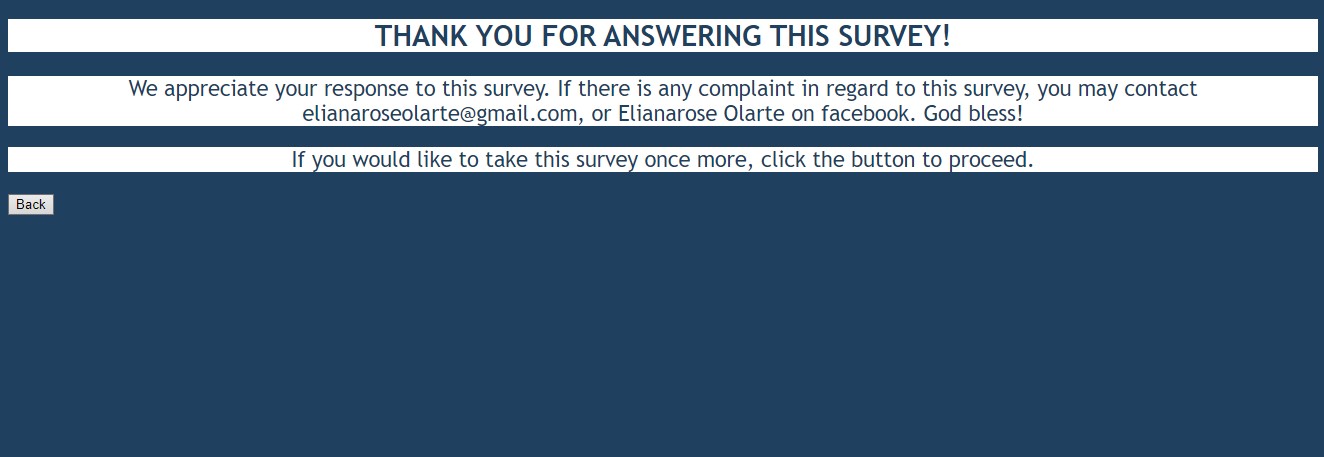 THANK YOU FOR ANSWERING THIS SURVEY!
We appreciate your response to this survey. If there is any complaint in regard to this survey, you may contact
elianaroseolarte@gmail.com, or Elianarose Olarte on facebook. God bless!
If you would like to take this survey once more, click the button to proceed.
Back